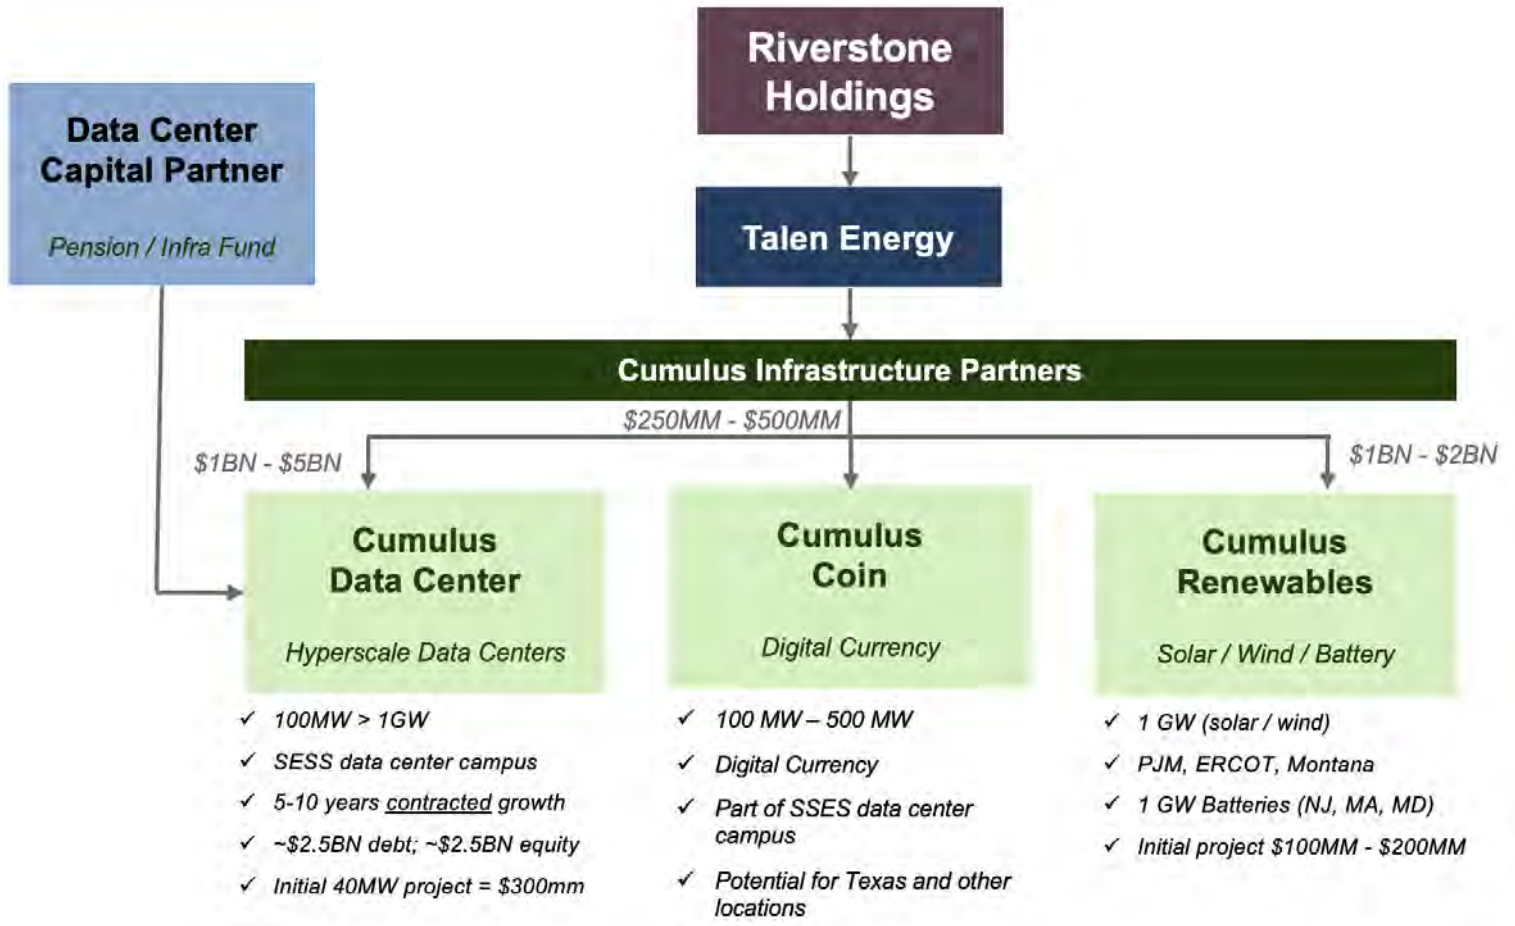 Riverstone
Holdings
Data Center
Capital Partner
Pension / Infra Fund
Talen Energy
Cumulus Infrastructure Partners
$250MM - $500MM
$1BN - $5BN
$1BN - $2BN
Cumulus
Data Center
Hyperscale Data Centers
✓ 100MW > 1GW
✓ SESS data center campus
✓ 5-10 years contracted growth
✓ ~$2.5BN debt; ~$2.5BN equity
✓ Initial 40MW project = $300mm
Cumulus
Coin
Digital Currency
✓ 100 MW – 500 MW
✓ Digital Currency
✓ Part of SSES data center
campus
✓ Potential for Texas and other
locations
Cumulus
Renewables
Solar / Wind / Battery
✓ 1 GW (solar / wind)
✓ PJM, ERCOT, Montana
✓ 1 GW Batteries (NJ, MA, MD)
✓ Initial project $100MM - $200MM